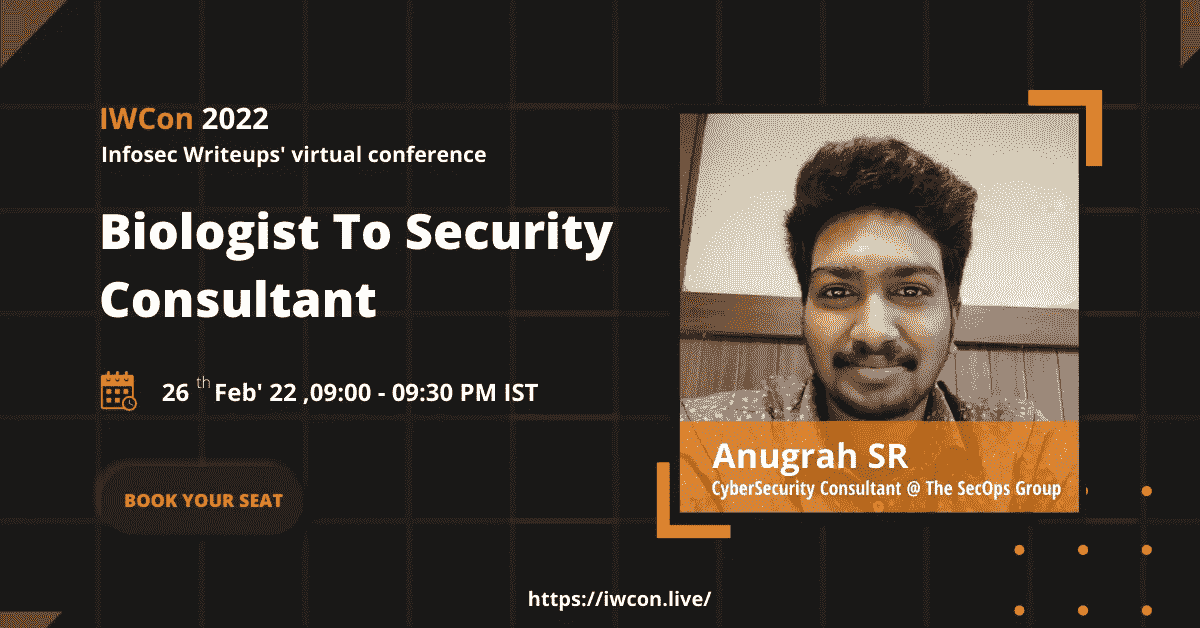 IWCon 2022
Infosec Writeups' virtual conference
Biologist To Security
Consultant
26 th Feb' 22 ,09:00 - 09:30 PM IST
BOOK YOUR SEAT
Anugrah SR
CyberSecurity Consultant @ The SecOps Group
https://iwcon.live/